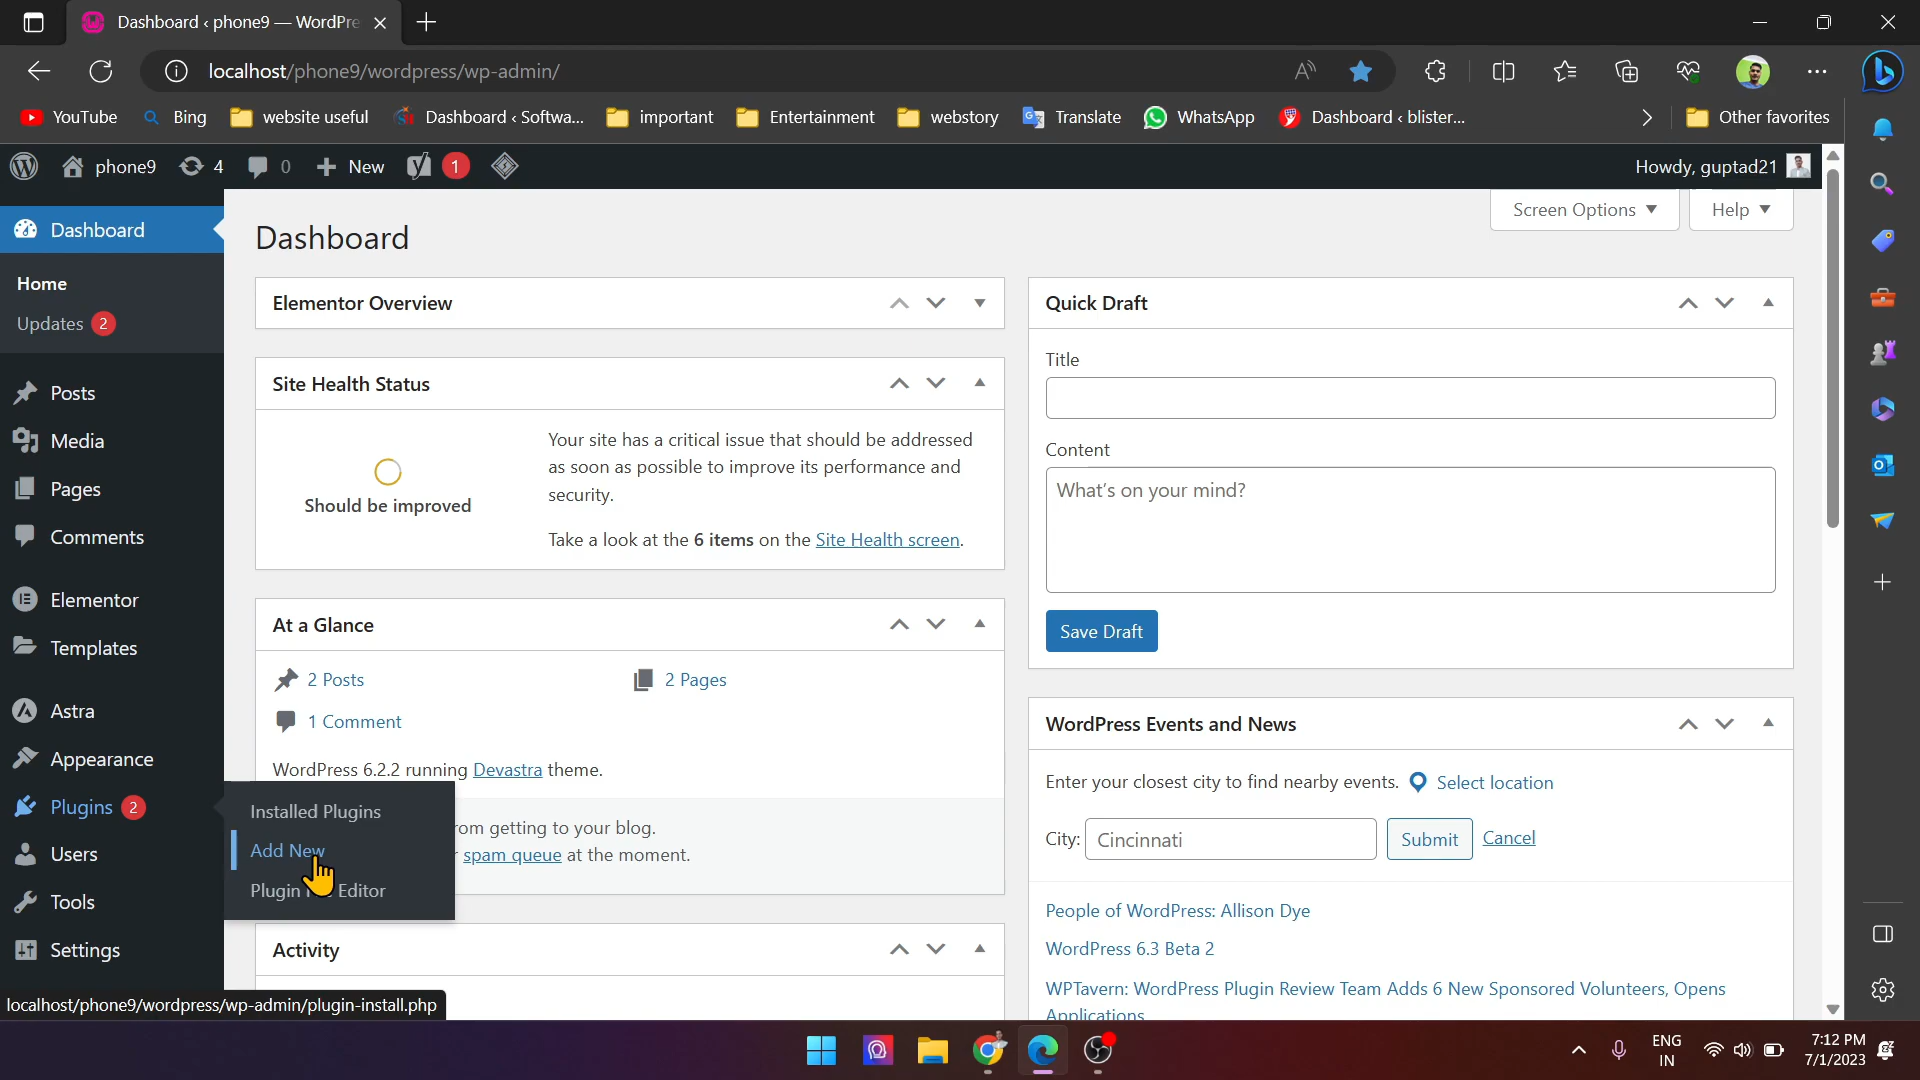 Dashboard ‹ phone9 — WordPre
localhost/phone9/wordpress/wp-admin/
YouTube Bing website useful Dashboard ‹ Softwa... important Entertainment webstory Translate WhatsApp Dashboard ‹ blister... Other favorites
phone9 4 0 New 1 Howdy, guptad21
Dashboard
Home
Updates 2
Posts
Media
Pages
Comments
Elementor
Templates
Astra
Appearance
Plugins 2
Users
Tools
Settings
Installed Plugins
Add New
Plugin Editor
Screen Options Help
Dashboard
Elementor Overview
Site Health Status
Should be improved
Your site has a critical issue that should be addressed
as soon as possible to improve its performance and
security.
Take a look at the 6 items on the Site Health screen.
At a Glance
2 Posts 2 Pages
1 Comment
WordPress 6.2.2 running Devastra theme.
getting to your blog.
spam queue at the moment.
Activity
Quick Draft
Title
Content
What's on your mind?
Save Draft
WordPress Events and News
Enter your closest city to find nearby events. Select location
City: Cincinnati Submit Cancel
People of WordPress: Allison Dye
WordPress 6.3 Beta 2
WPTavern: WordPress Plugin Review Team Adds 6 New Sponsored Volunteers, Opens
Applications
localhost/phone9/wordpress/wp-admin/plugin-install.php
ENG
IN
7:12 PM
7/1/2023